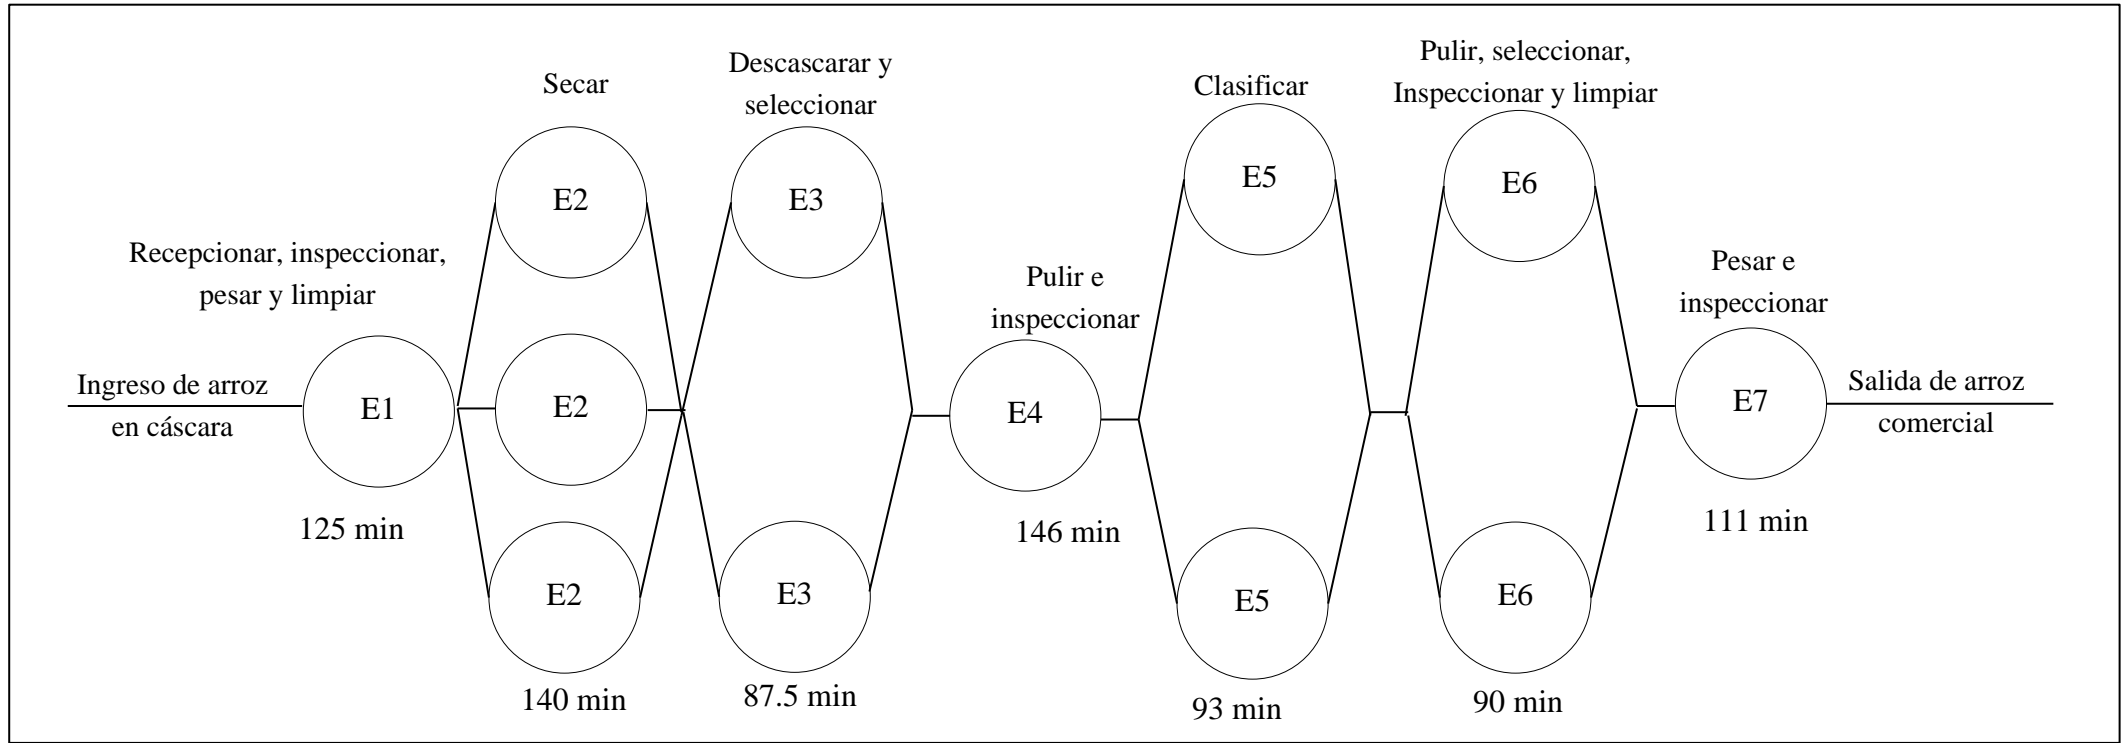 Secar
Descascarar y
seleccionar
Clasificar
Pulir, seleccionar,
Inspeccionar y limpiar
E2
E3
E5
E6
Recepcionar, inspeccionar,
pesar y limpiar
Pulir e
inspeccionar
Pesar e
inspeccionar
Ingreso de arroz
en cáscara
E1
E2
E4
E7
Salida de arroz
comercial
125 min
146 min
111 min
E2
E3
E5
E6
140 min
87.5 min
93 min
90 min